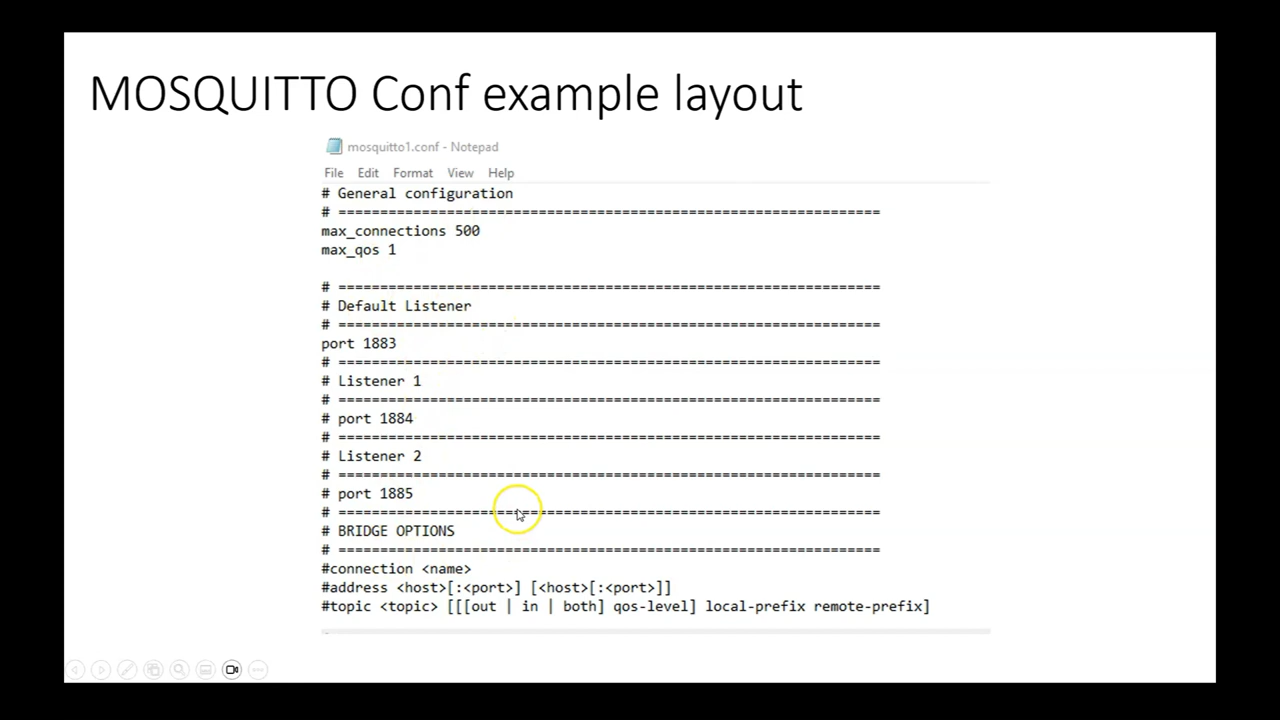 MOSQUITTO Conf example layout
mosquitto1.conf - Notepad
File Edit Format View Help
# General configuration
# =================================================================
max_connections 500
max_qos 1
# =================================================================
# Default Listener
# =================================================================
port 1883
# =================================================================
# Listener 1
# =================================================================
# port 1884
# =================================================================
# Listener 2
# =================================================================
# port 1885
# =================================================================
# BRIDGE OPTIONS
# =================================================================
#connection <name>
#address <host>[:<port>] [<host>[:<port>]]
#topic <topic> [[[out | in | both] qos-level] local-prefix remote-prefix]